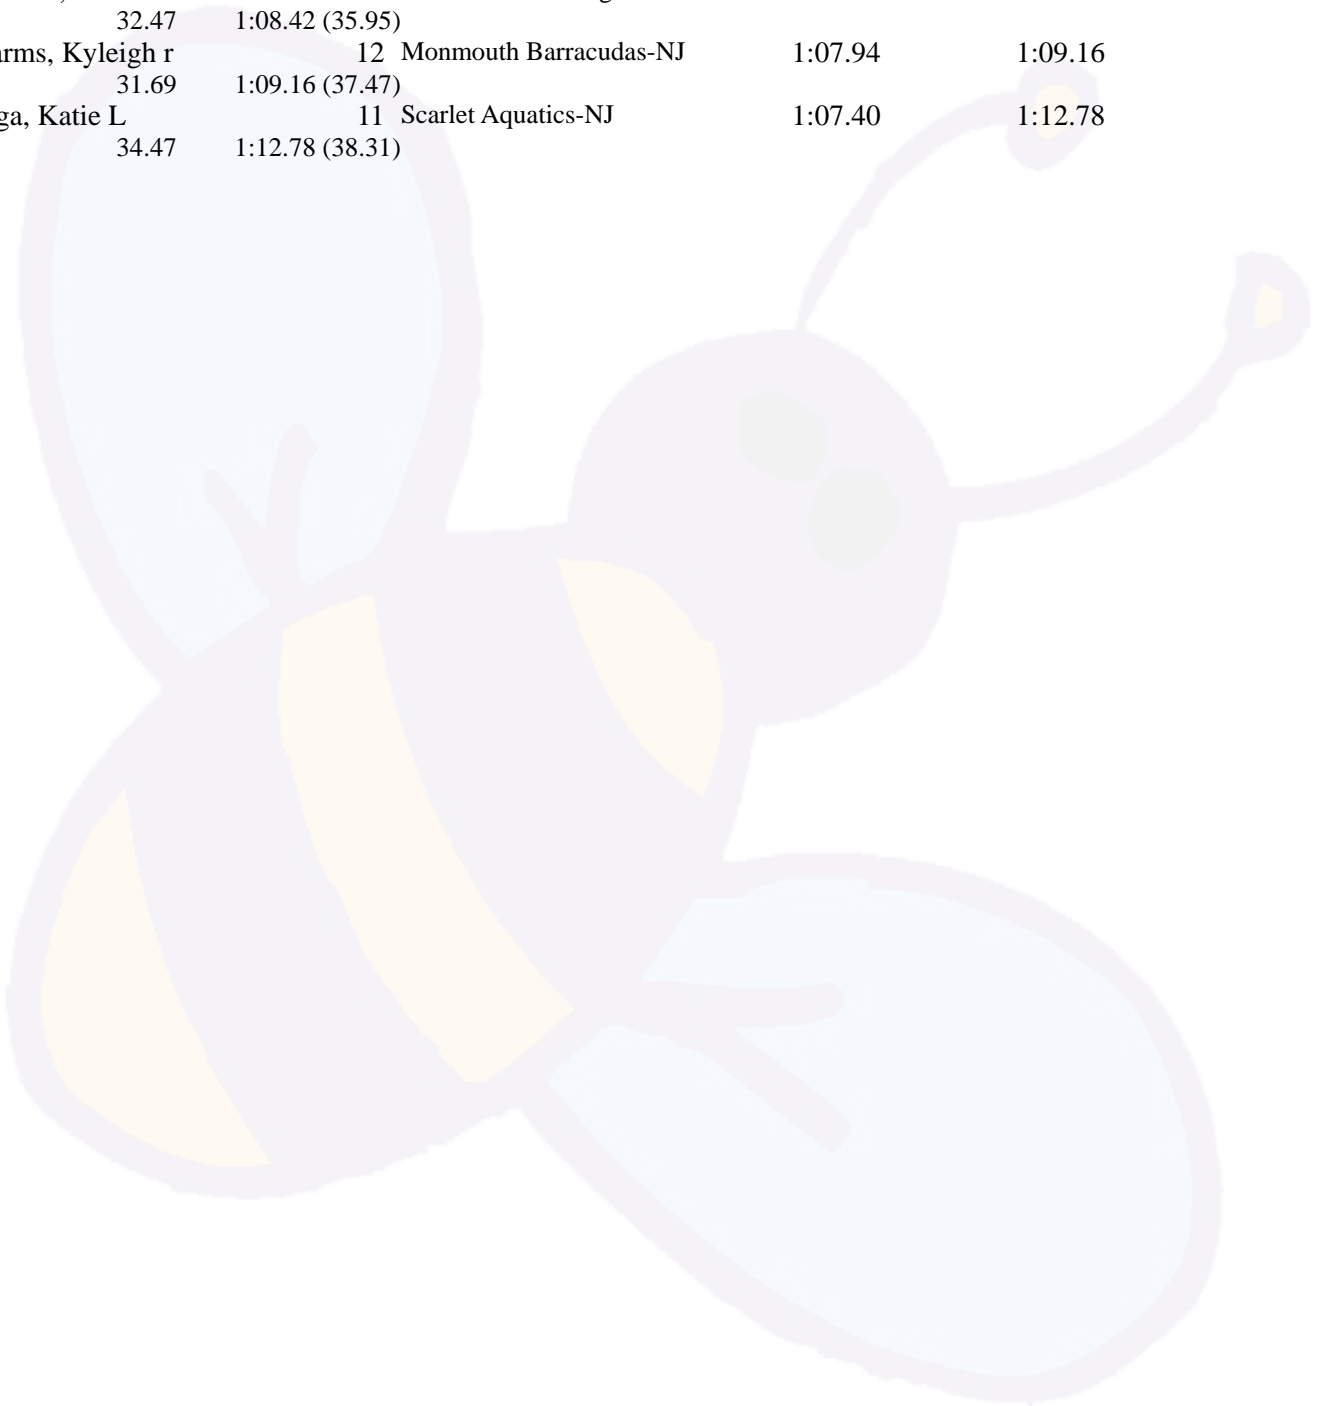 32.47 1:08.42 (35.95)
arms, Kyleigh r 12 Monmouth Barracudas-NJ 1:07.94 1:09.16
31.69 1:09.16 (37.47)
ga, Katie L 11 Scarlet Aquatics-NJ 1:07.40 1:12.78
34.47 1:12.78 (38.31)